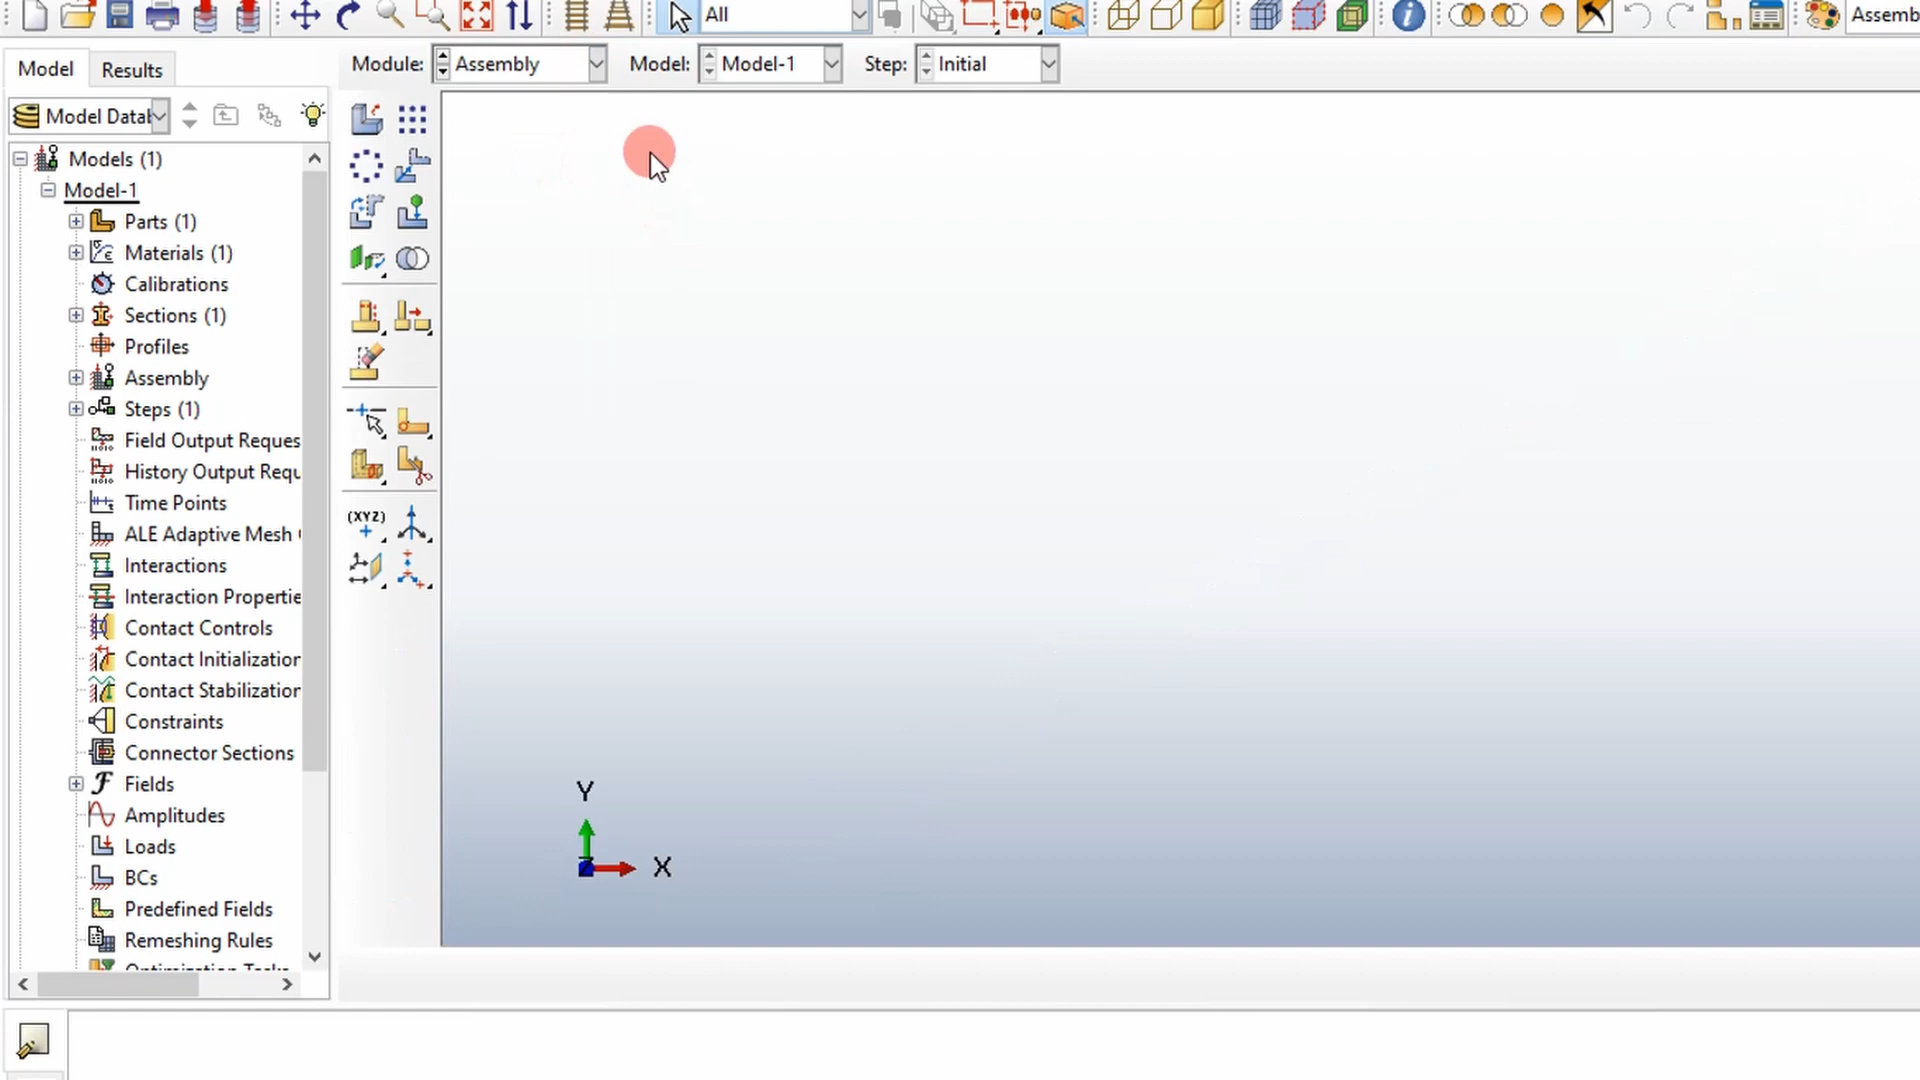 All
Assemb
Module: Assembly Model: Model-1 Step: Initial
Model Results
Model Datab
Models (1)
Model-1
Parts (1)
Materials (1)
Calibrations
Sections (1)
Profiles
Assembly
Steps (1)
Field Output Reques
History Output Requ
Time Points
ALE Adaptive Mesh
Interactions
Interaction Propertie
Contact Controls
Contact Initialization
Contact Stabilization
Constraints
Connector Sections
Fields
Amplitudes
Loads
BCs
Predefined Fields
Remeshing Rules
(XYZ)
Y
X